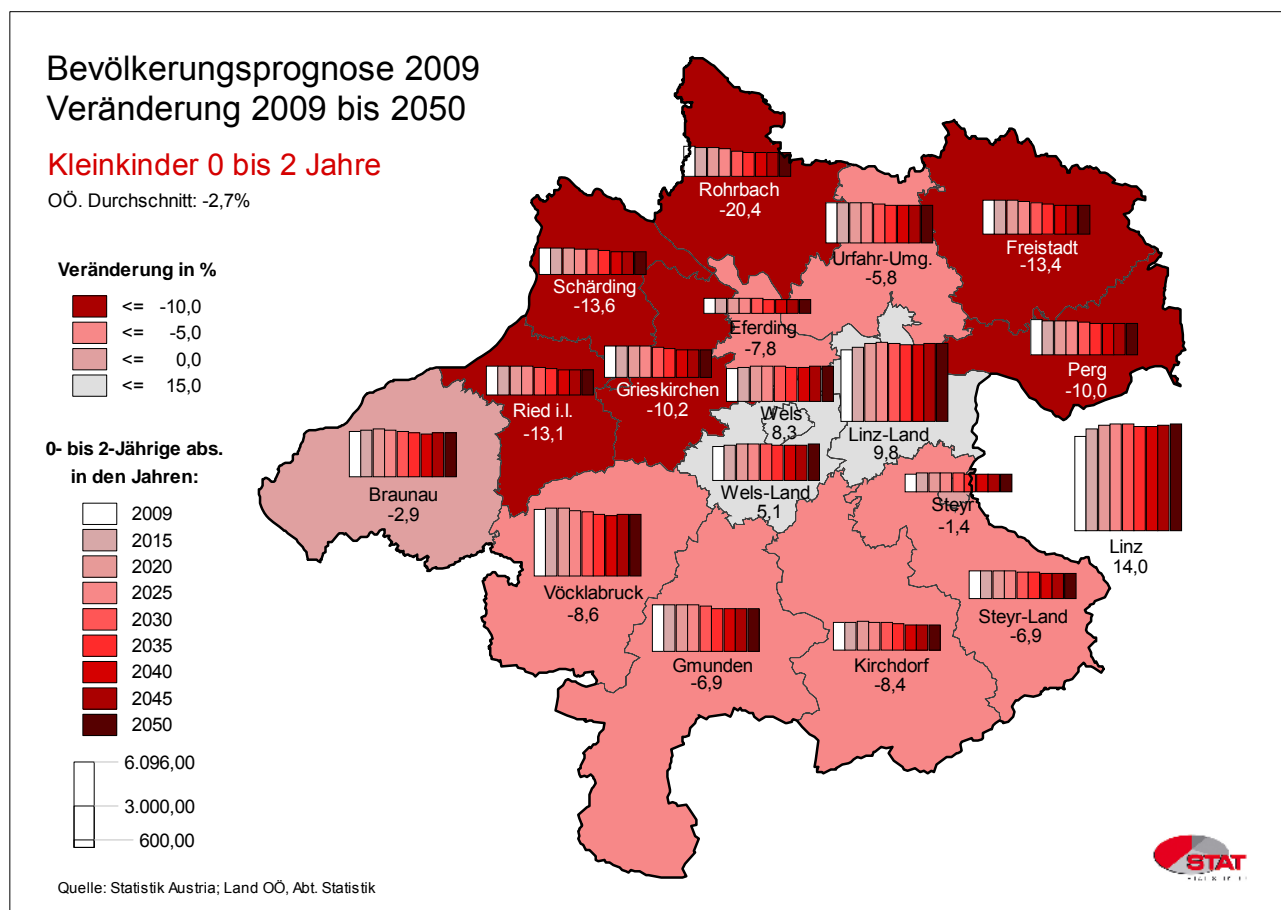 Bevölkerungsprognose 2009
Veränderung 2009 bis 2050
Kleinkinder 0 bis 2 Jahre
OÖ. Durchschnitt: -2,7%
Veränderung in %
<= -10,0
<= -5,0
<= 0,0
<= 15,0
0- bis 2-Jährige abs.
in den Jahren:
2009
2015
2020
2025
2030
2035
2040
2045
2050
6.096,00
3.000,00
600,00
Rohrbach
-20,4
Freistadt
-13,4
Urfahr-Umg.
-5,8
Schärding
-13,6
Eferding
-7,8
Perg
-10,0
Grieskirchen
-10,2
Ried i.I.
-13,1
Wels
8,3
Linz-Land
9,8
Braunau
-2,9
Wels-Land
5,1
Steyr
-1,4
Linz
14,0
Vöcklabruck
-8,6
Steyr-Land
-6,9
Gmunden
-6,9
Kirchdorf
-8,4
STAT
Quelle: Statistik Austria; Land OÖ, Abt. Statistik